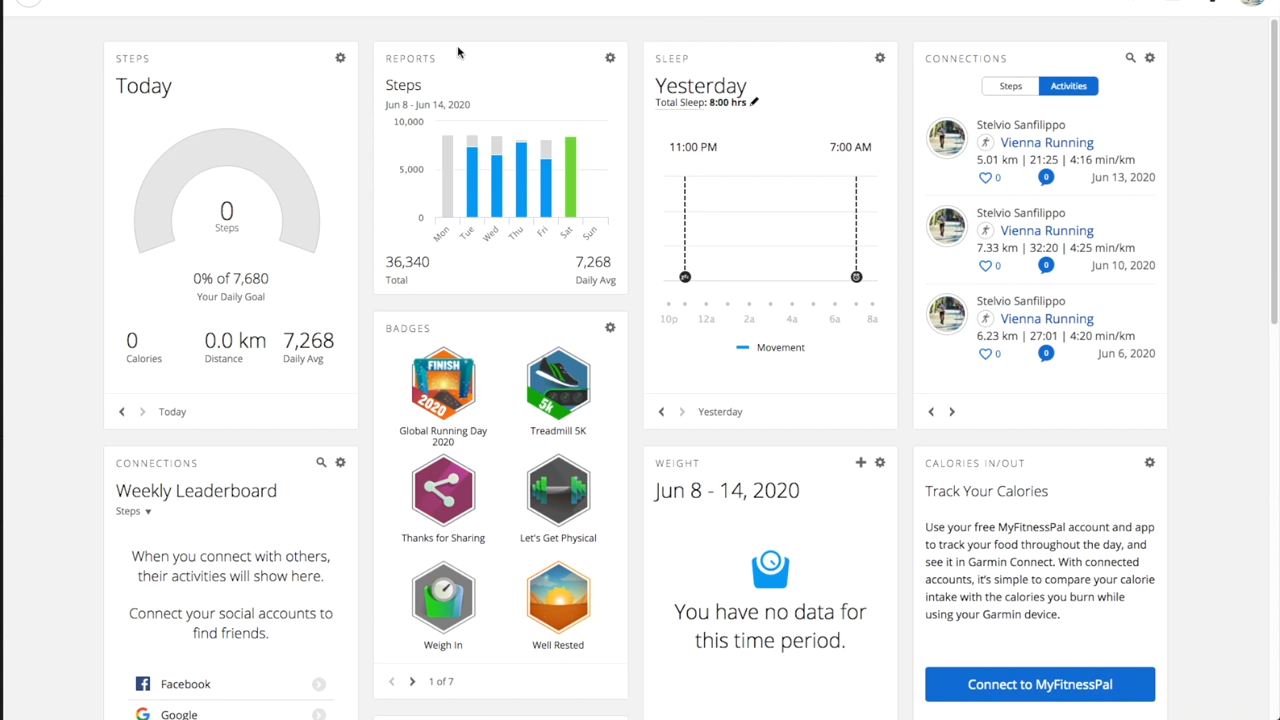 STEPS
Today
0
Steps
0% of 7,680
Your Daily Goal
0
Calories
0.0 km
Distance
7,268
Daily Avg
Today
REPORTS
Steps
Jun 8 - Jun 14, 2020
10,000
5,000
0
Mon Tue Wed Thu Fri Sat Sun
36,340
Total
7,268
Daily Avg
SLEEP
Yesterday
Total Sleep: 8:00 hrs
11:00 PM 7:00 AM
10p 12a 2a 4a 6a 8a
Movement
Yesterday
CONNECTIONS
Steps Activities
Stelvio Sanfilippo
Vienna Running
5.01 km | 21:25 | 4:16 min/km
0 0 Jun 13, 2020
Stelvio Sanfilippo
Vienna Running
7.33 km | 32:20 | 4:25 min/km
0 0 Jun 10, 2020
Stelvio Sanfilippo
Vienna Running
6.23 km | 27:01 | 4:20 min/km
0 0 Jun 6, 2020
BADGES
FINISH
2020
Global Running Day
2020
5k
Treadmill 5K
Thanks for Sharing
Let's Get Physical
Weigh In
Well Rested
1 of 7
CONNECTIONS
Weekly Leaderboard
Steps
When you connect with others,
their activities will show here.
Connect your social accounts to
find friends.
Facebook
Google
WEIGHT
Jun 8 - 14, 2020
You have no data for
this time period.
CALORIES IN/OUT
Track Your Calories
Use your free MyFitnessPal account and app
to track your food throughout the day, and
see it in Garmin Connect. With connected
accounts, it's simple to compare your calorie
intake with the calories you burn while
using your Garmin device.
Connect to MyFitnessPal